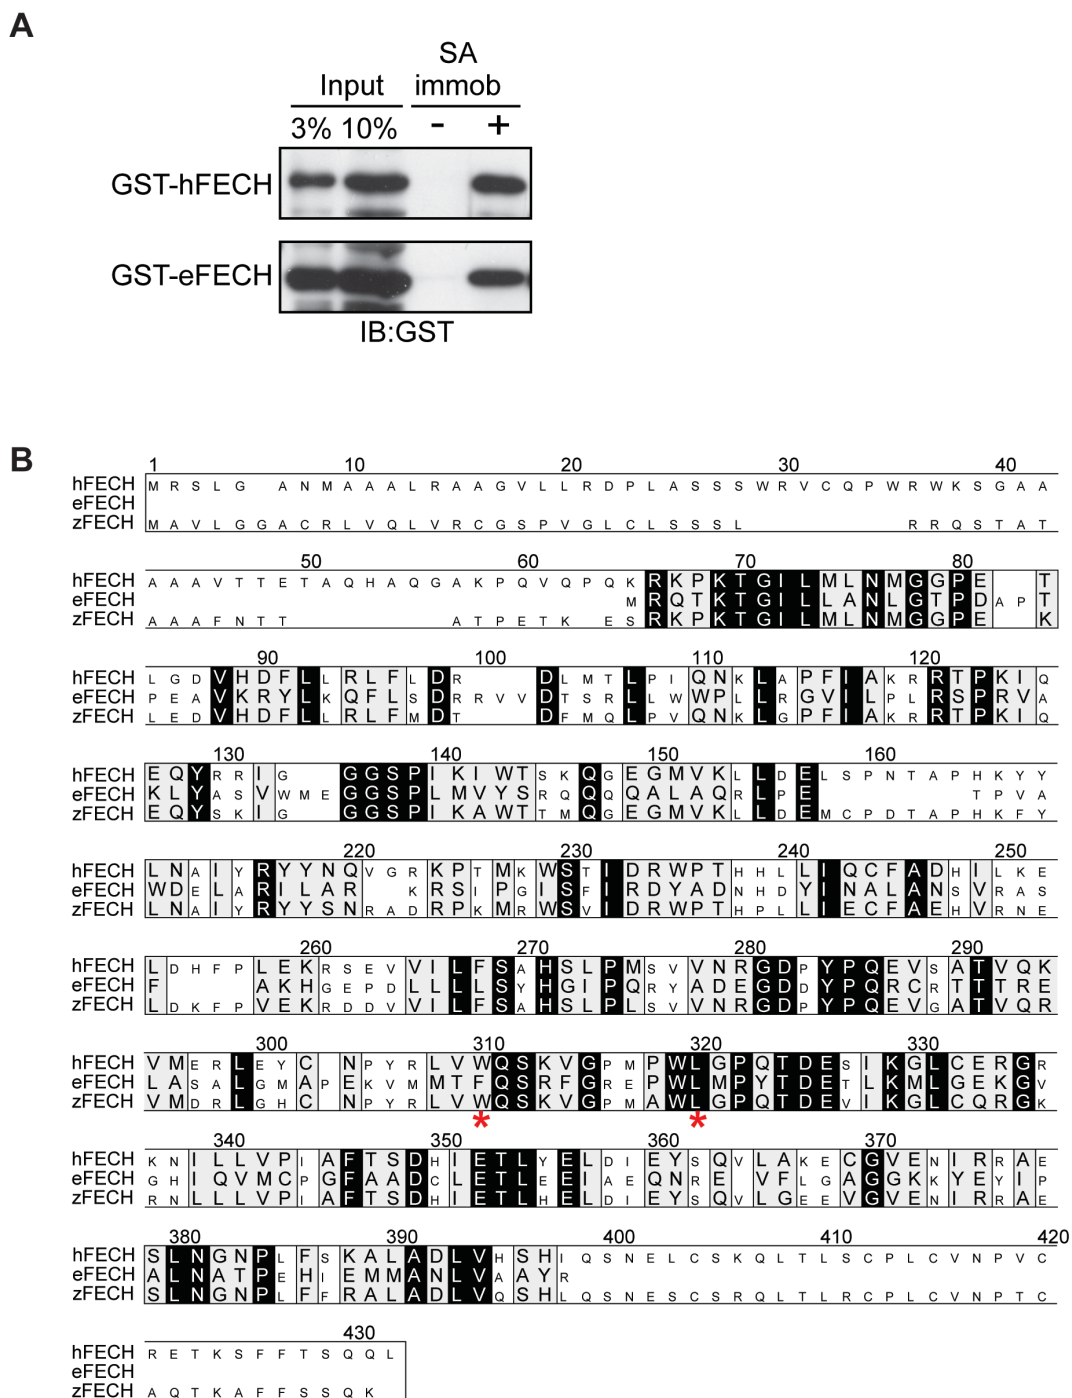 A
SA
Input immob
3% 10% - +
GST-hFECH
GST-eFECH
IB:GST
B
1 10 20 30 40
hFECH M R S L G A N M A A A L R A A G V L L R D P L A S S S W R V C Q P W R W K S G A A
eFECH
zFECH M A V L G G A C R L V Q L V R C G S P V G L C L S S S L R R Q S T A T
50 60 70 80
hFECH A A A V T T E T A Q H A Q G A K P Q V Q P Q K R K P K T G I L M L N M G G P E T
eFECH M R Q T K T G I L L A N L G T P D A P T
zFECH A A A F N T T A T P E T K E S R K P K T G I L M L N M G G P E K
90 100 110 120
hFECH L G D V H D F L L R L F L D R D L M T L P I Q N K L A P F I A K R R T P K I Q
eFECH P E A V K R Y L K Q F L S D R R V V D T S R L L W W P L L R G V I L P L R S P R V A
zFECH L E D V H D F L L R L F M D T D F M Q L P V Q N K L G P F I A K R R T P K I Q
130 140 150 160
hFECH E Q Y R R I G G G S P I K I W T S K Q G E G M V K L L D E L S P N T A P H K Y Y
eFECH K L Y A S V W M E G G S P L M V Y S R Q Q Q Q A L A Q R L P E T P V A
zFECH E Q Y S K I G G G S P I K A W T T M Q G E G M V K L L D E M C P D T A P H K F Y
220 230 240 250
hFECH L N A I Y R Y Y N Q V G R K P T M K W S T I D R W P T H H L L I Q C F A D H I L K E
eFECH W D E L A R I L A R K R S I P G I S F I R D Y A D N H D Y I N A L A N S V R A S
zFECH L N A I Y R Y Y S N R A D R P K M R W S V I D R W P T H P L L I E C F A E H V R N E
260 270 280 290
hFECH L D H F P L E K R S E V V I L F S A H S L P M S V V N R G D P Y P Q E V S A T V Q K
eFECH F A K H G E P D L L L L S Y H G I P Q R Y A D E G D D Y P Q R C R T T T R E
zFECH L D K F P V E K R D D V V I L F S A H S L P L S V V N R G D P Y P Q E V G A T V Q R
300 310 320 330
hFECH V M E R L E Y C N P Y R L V W Q S K V G P M P W L G P Q T D E S I K G L C E R G R
eFECH L A S A L G M A P E K V M M T F Q S R F G R E P W L M P Y T D E T L K M L G E K G V
zFECH V M D R L G H C N P Y R L V W Q S K V G P M A W L G P Q T D E V I K G L C Q R G K
* *
340 350 360 370
hFECH K N I L L V P I A F T S D H I E T L Y E L D I E Y S Q V L A K E C G V E N I R R A E
eFECH G H I Q V M C P G F A A D C L E T L E E I A E Q N R E V F L G A G G K K Y E Y I P
zFECH R N L L L V P I A F T S D H I E T L H E L D I E Y S Q V L G E E V G V E N I R R A E
380 390 400 410 420
hFECH S L N G N P L F S K A L A D L V H S H I Q S N E L C S K Q L T L S C P L C V N P V C
eFECH A L N A T P E H I E M M A N L V A A Y R
zFECH S L N G N P L F F R A L A D L V Q S H L Q S N E S C S R Q L T L R C P L C V N P T C
430
hFECH R E T K S F F T S Q Q L
eFECH
zFECH A Q T K A F F S S Q K